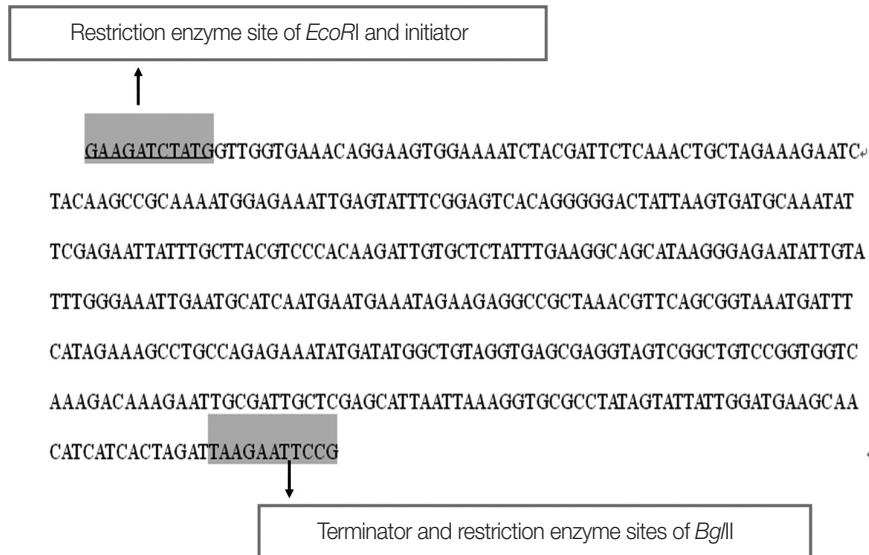 Restriction enzyme site of EcoRI and initiator
GAAGATCTATGGTTGGTGAAACAGGAAGTGGAAAATCTACGATTCTCAAACTGCTAGAAAGAATC
TACAAGCCGCAAAATGGAGAAATTGAGTATTTCGGAGTCACAGGGGGACTATTAAGTGATGCAAATAT
TCGAGAATTATTTGCTTACGTCCCACAAGATTGTGCTCTATTTGAAGGCAGCATAAGGGAGAATATTGTA
TTTGGGAAATTGAATGCATCAATGAATGAAATAGAAGAGGCCGCTAAACGTTCAGCGGTAAATGATTT
CATAGAAAGCCTGCCAGAGAAATATGATATGGCTGTAGGTGAGCGAGGTAGTCGGCTGTCCGGTGGTC
AAAGACAAAGAATTGCGATTGCTCGAGCATTAATTAAAGGTGCGCCTATAGTATTATTGGATGAAGCAA
CATCATCACTAGATTAAGAATTCCG
Terminator and restriction enzyme sites of BglII